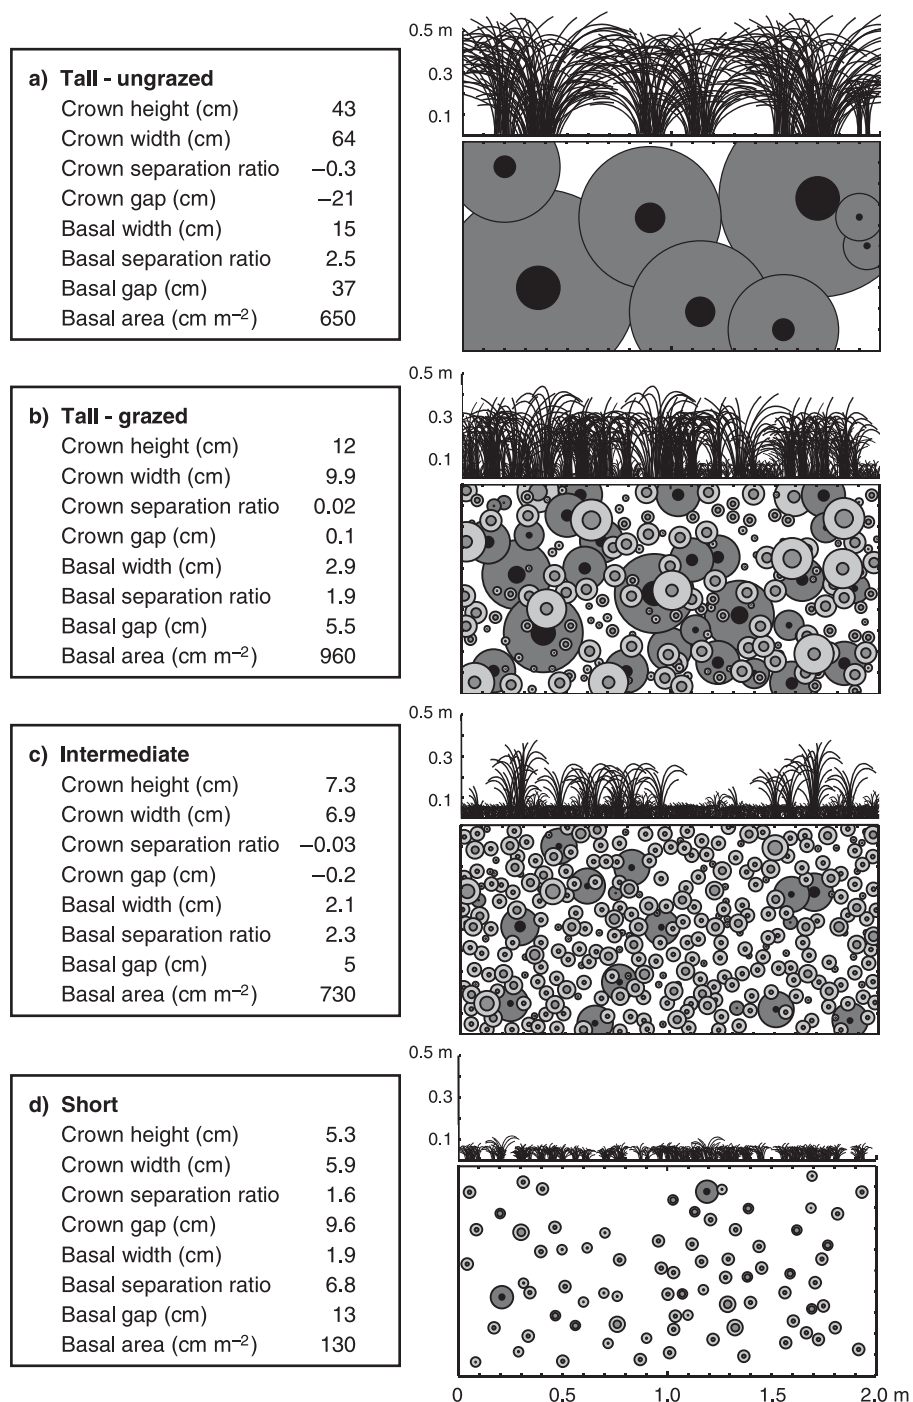 a) Tall - ungrazed
Crown height (cm) 43
Crown width (cm) 64
Crown separation ratio −0.3
Crown gap (cm) −21
Basal width (cm) 15
Basal separation ratio 2.5
Basal gap (cm) 37
Basal area (cm m⁻²) 650
0.5 m
0.3
0.1
b) Tall - grazed
Crown height (cm) 12
Crown width (cm) 9.9
Crown separation ratio 0.02
Crown gap (cm) 0.1
Basal width (cm) 2.9
Basal separation ratio 1.9
Basal gap (cm) 5.5
Basal area (cm m⁻²) 960
0.5 m
0.3
0.1
c) Intermediate
Crown height (cm) 7.3
Crown width (cm) 6.9
Crown separation ratio −0.03
Crown gap (cm) −0.2
Basal width (cm) 2.1
Basal separation ratio 2.3
Basal gap (cm) 5
Basal area (cm m⁻²) 730
0.5 m
0.3
0.1
d) Short
Crown height (cm) 5.3
Crown width (cm) 5.9
Crown separation ratio 1.6
Crown gap (cm) 9.6
Basal width (cm) 1.9
Basal separation ratio 6.8
Basal gap (cm) 13
Basal area (cm m⁻²) 130
0.5 m
0.3
0.1
0 0.5 1.0 1.5 2.0 m